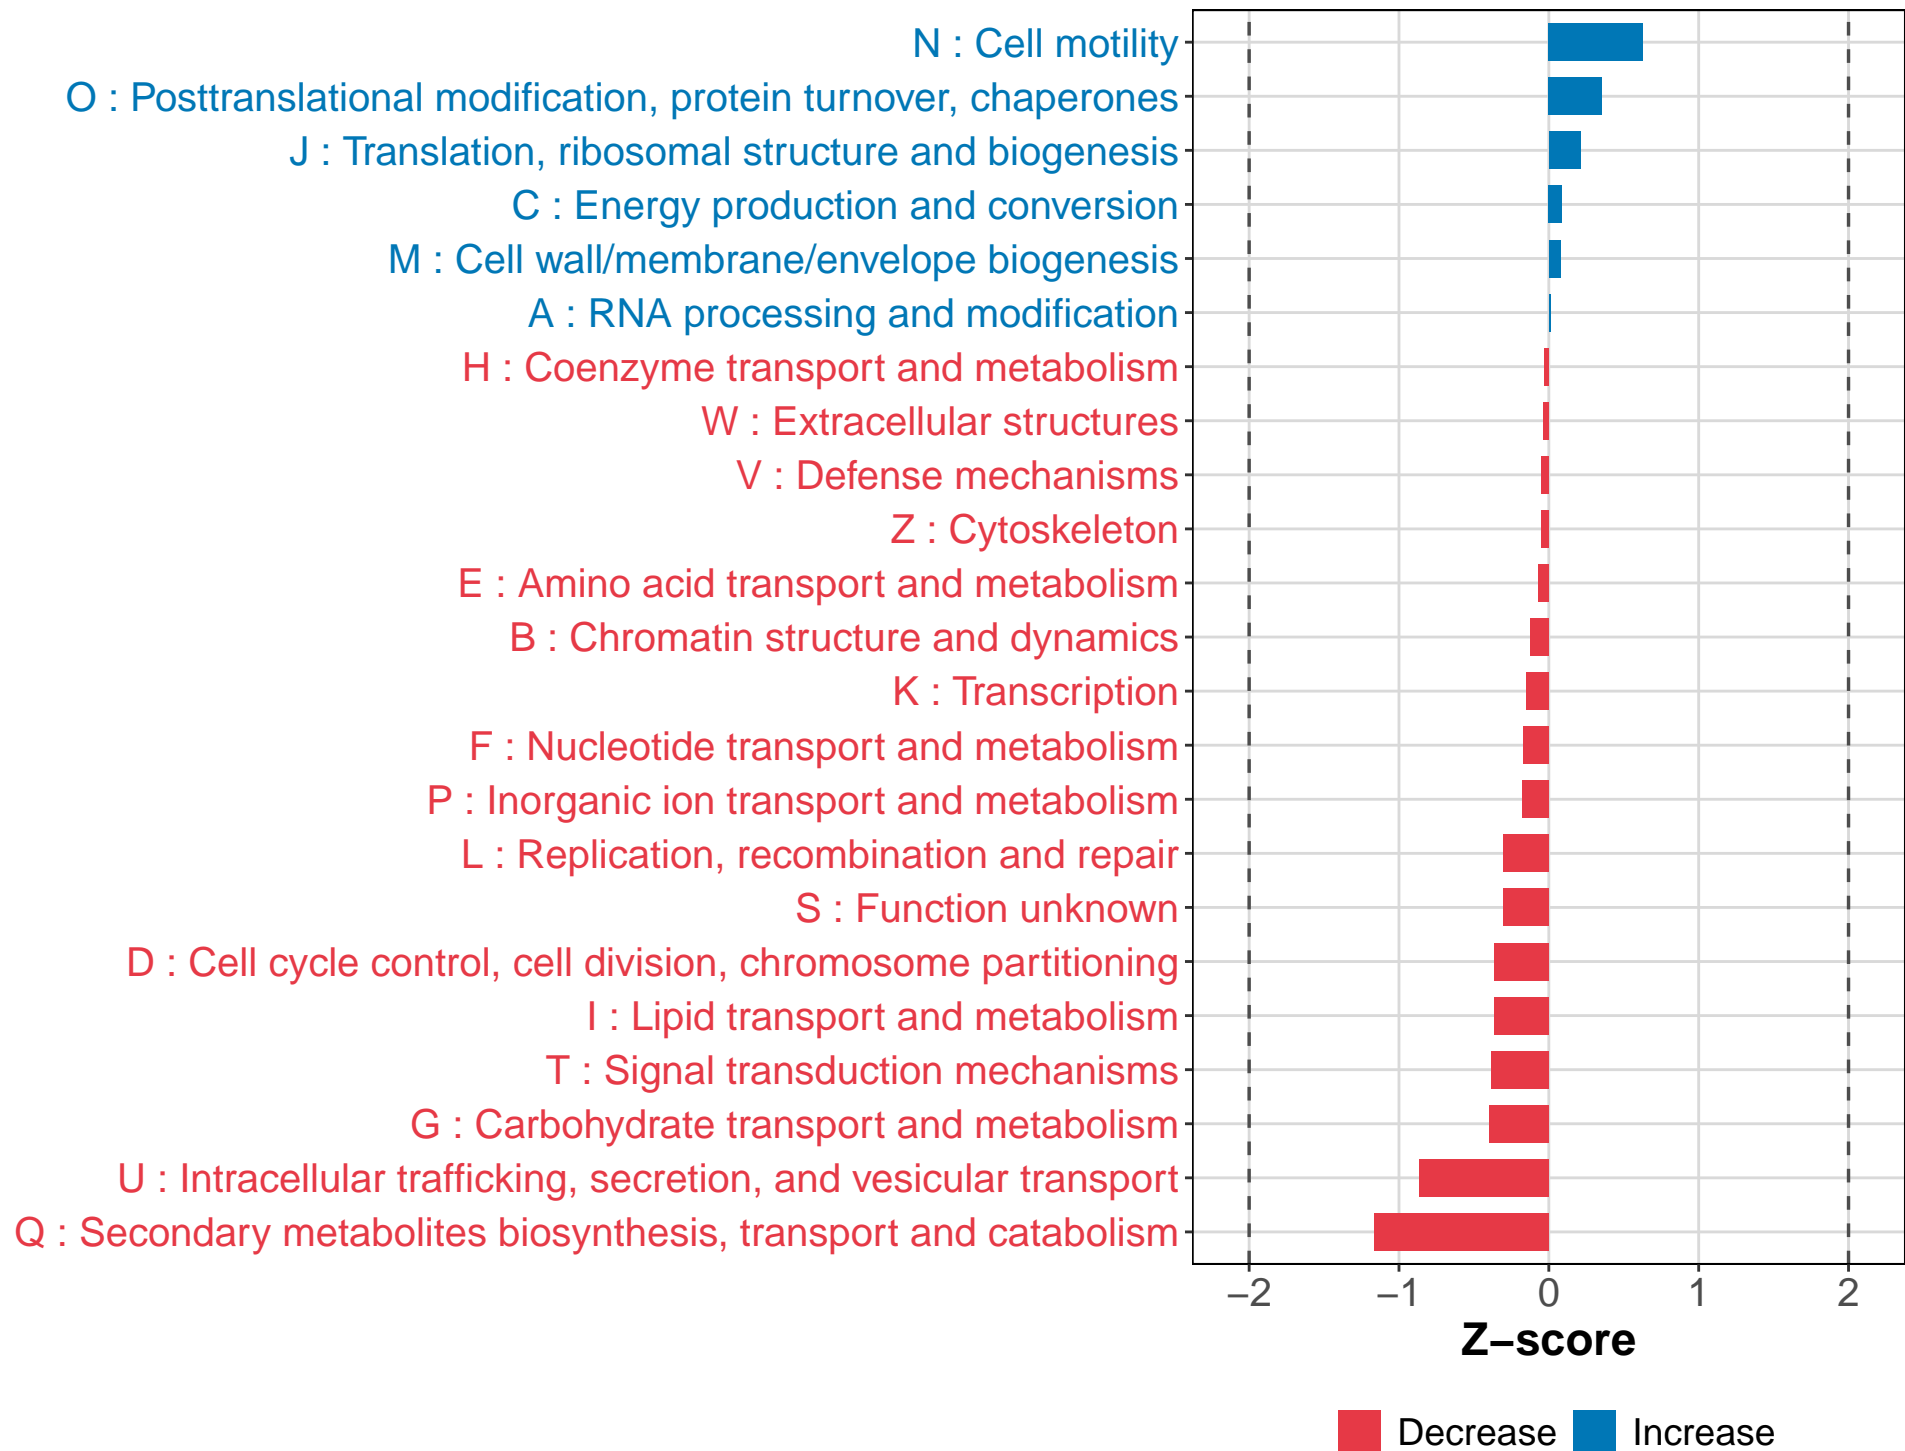 N : Cell motility
O : Posttranslational modification, protein turnover, chaperones
J : Translation, ribosomal structure and biogenesis
C : Energy production and conversion
M : Cell wall/membrane/envelope biogenesis
A : RNA processing and modification
H : Coenzyme transport and metabolism
W : Extracellular structures
V : Defense mechanisms
Z : Cytoskeleton
E : Amino acid transport and metabolism
B : Chromatin structure and dynamics
K : Transcription
F : Nucleotide transport and metabolism
P : Inorganic ion transport and metabolism
L : Replication, recombination and repair
S : Function unknown
D : Cell cycle control, cell division, chromosome partitioning
I : Lipid transport and metabolism
T : Signal transduction mechanisms
G : Carbohydrate transport and metabolism
U : Intracellular trafficking, secretion, and vesicular transport
Q : Secondary metabolites biosynthesis, transport and catabolism
−2 −1 0 1 2
Z−score
Decrease Increase